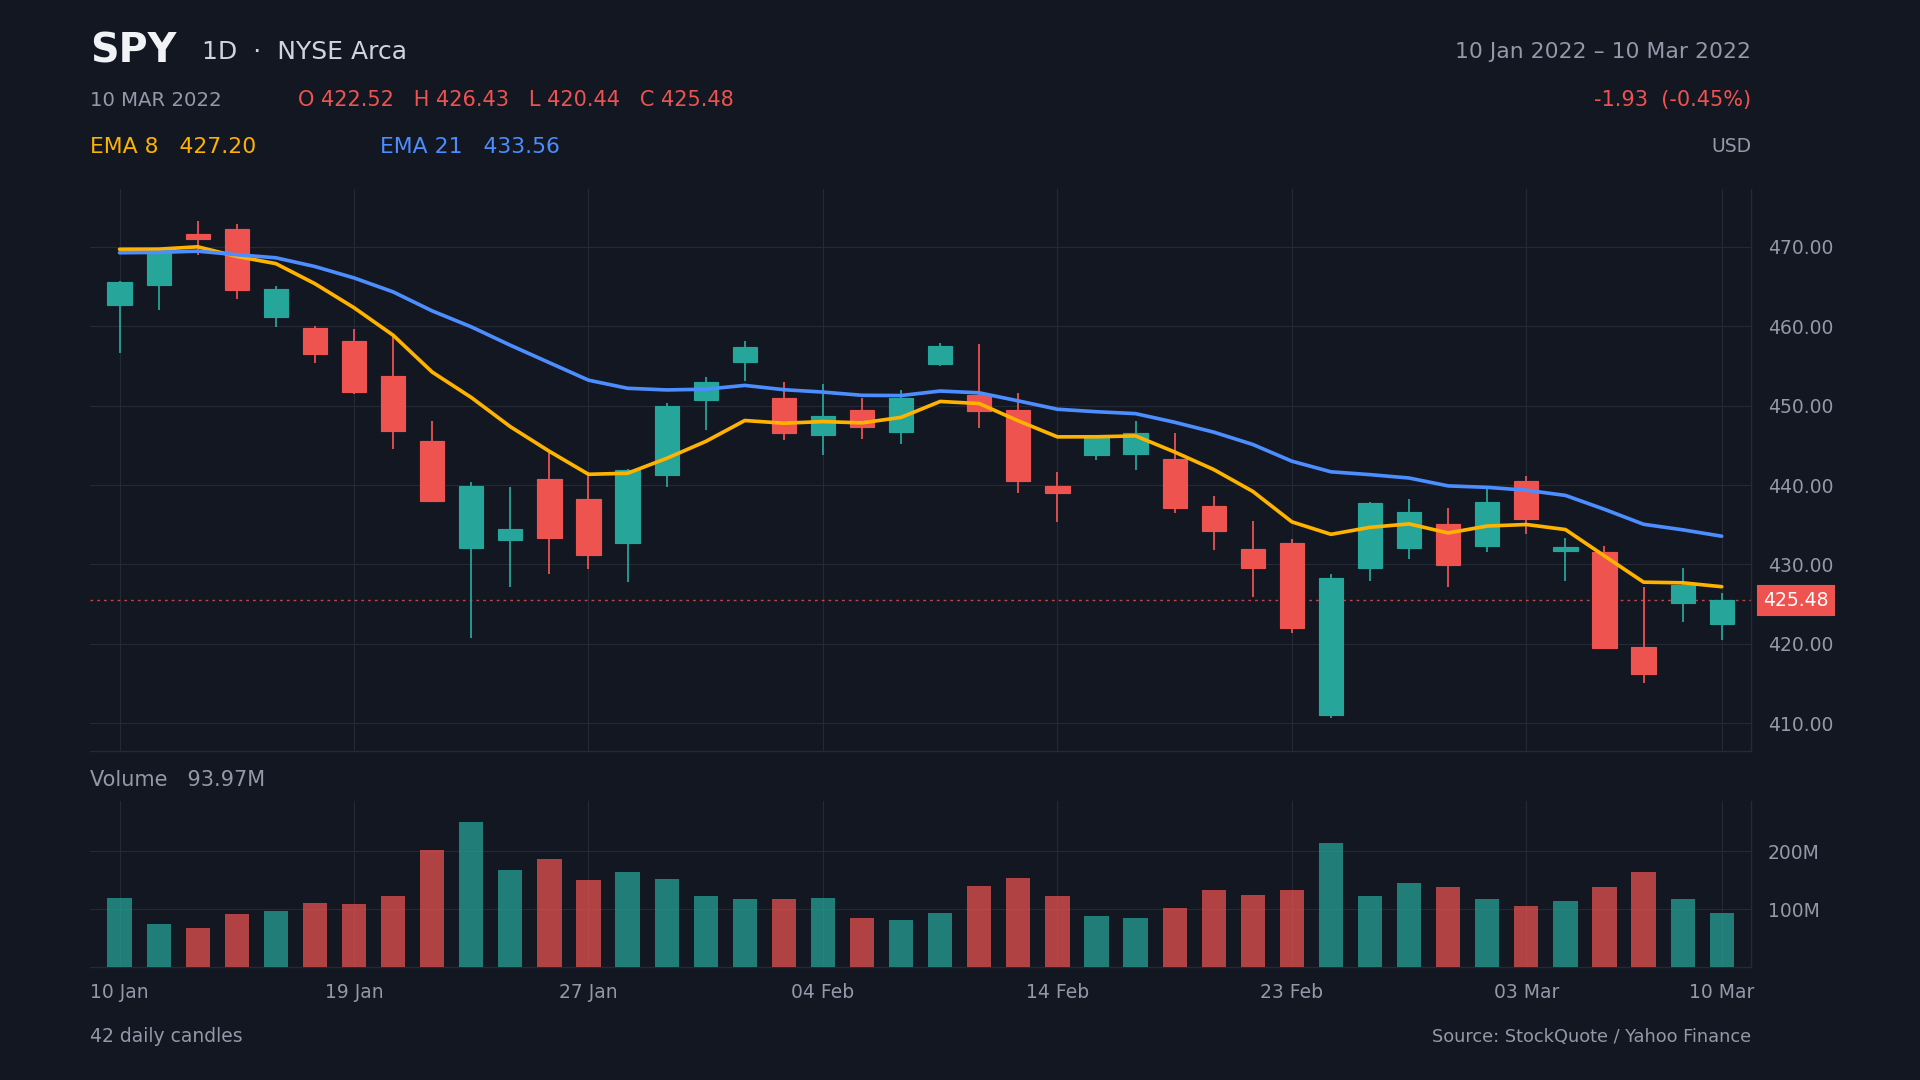 SPY 1D · NYSE Arca 10 Jan 2022 – 10 Mar 2022
10 MAR 2022 O 422.52 H 426.43 L 420.44 C 425.48 -1.93 (-0.45%)
EMA 8 427.20 EMA 21 433.56 USD
470.00
460.00
450.00
440.00
430.00
425.48
420.00
410.00
Volume 93.97M
200M
100M
10 Jan 19 Jan 27 Jan 04 Feb 14 Feb 23 Feb 03 Mar 10 Mar
42 daily candles Source: StockQuote / Yahoo Finance